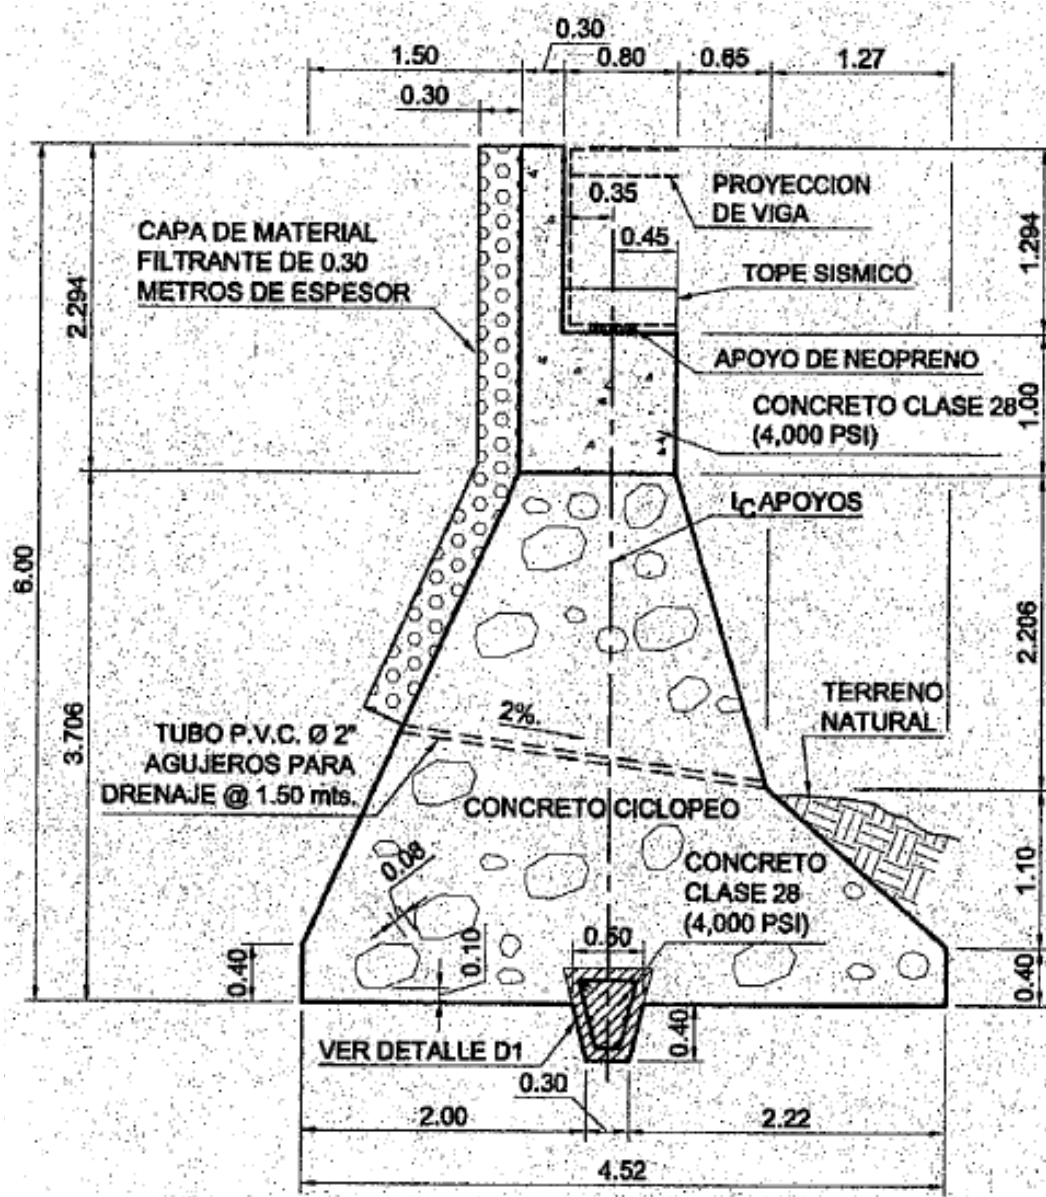 0.30
1.50
0.80
0.65
1.27
0.30
0.35
PROYECCION
DE VIGA
0.45
CAPA DE MATERIAL
FILTRANTE DE 0.30
METROS DE ESPESOR
TOPE SISMICO
1.294
2.294
APOYO DE NEOPRENO
CONCRETO CLASE 28
(4,000 PSI)
1.00
APOYOS
6.00
2.206
3.706
TERRENO
NATURAL
2%.
TUBO P.V.C. Ø 2"
AGUJEROS PARA
DRENAJE @ 1.50 mts.
CONCRETO CICLOPEO
0.08
CONCRETO
CLASE 28
(4,000 PSI)
1.10
0.50
0.10
0.40
0.40
0.40
VER DETALLE D1
0.30
2.00
2.22
4.52